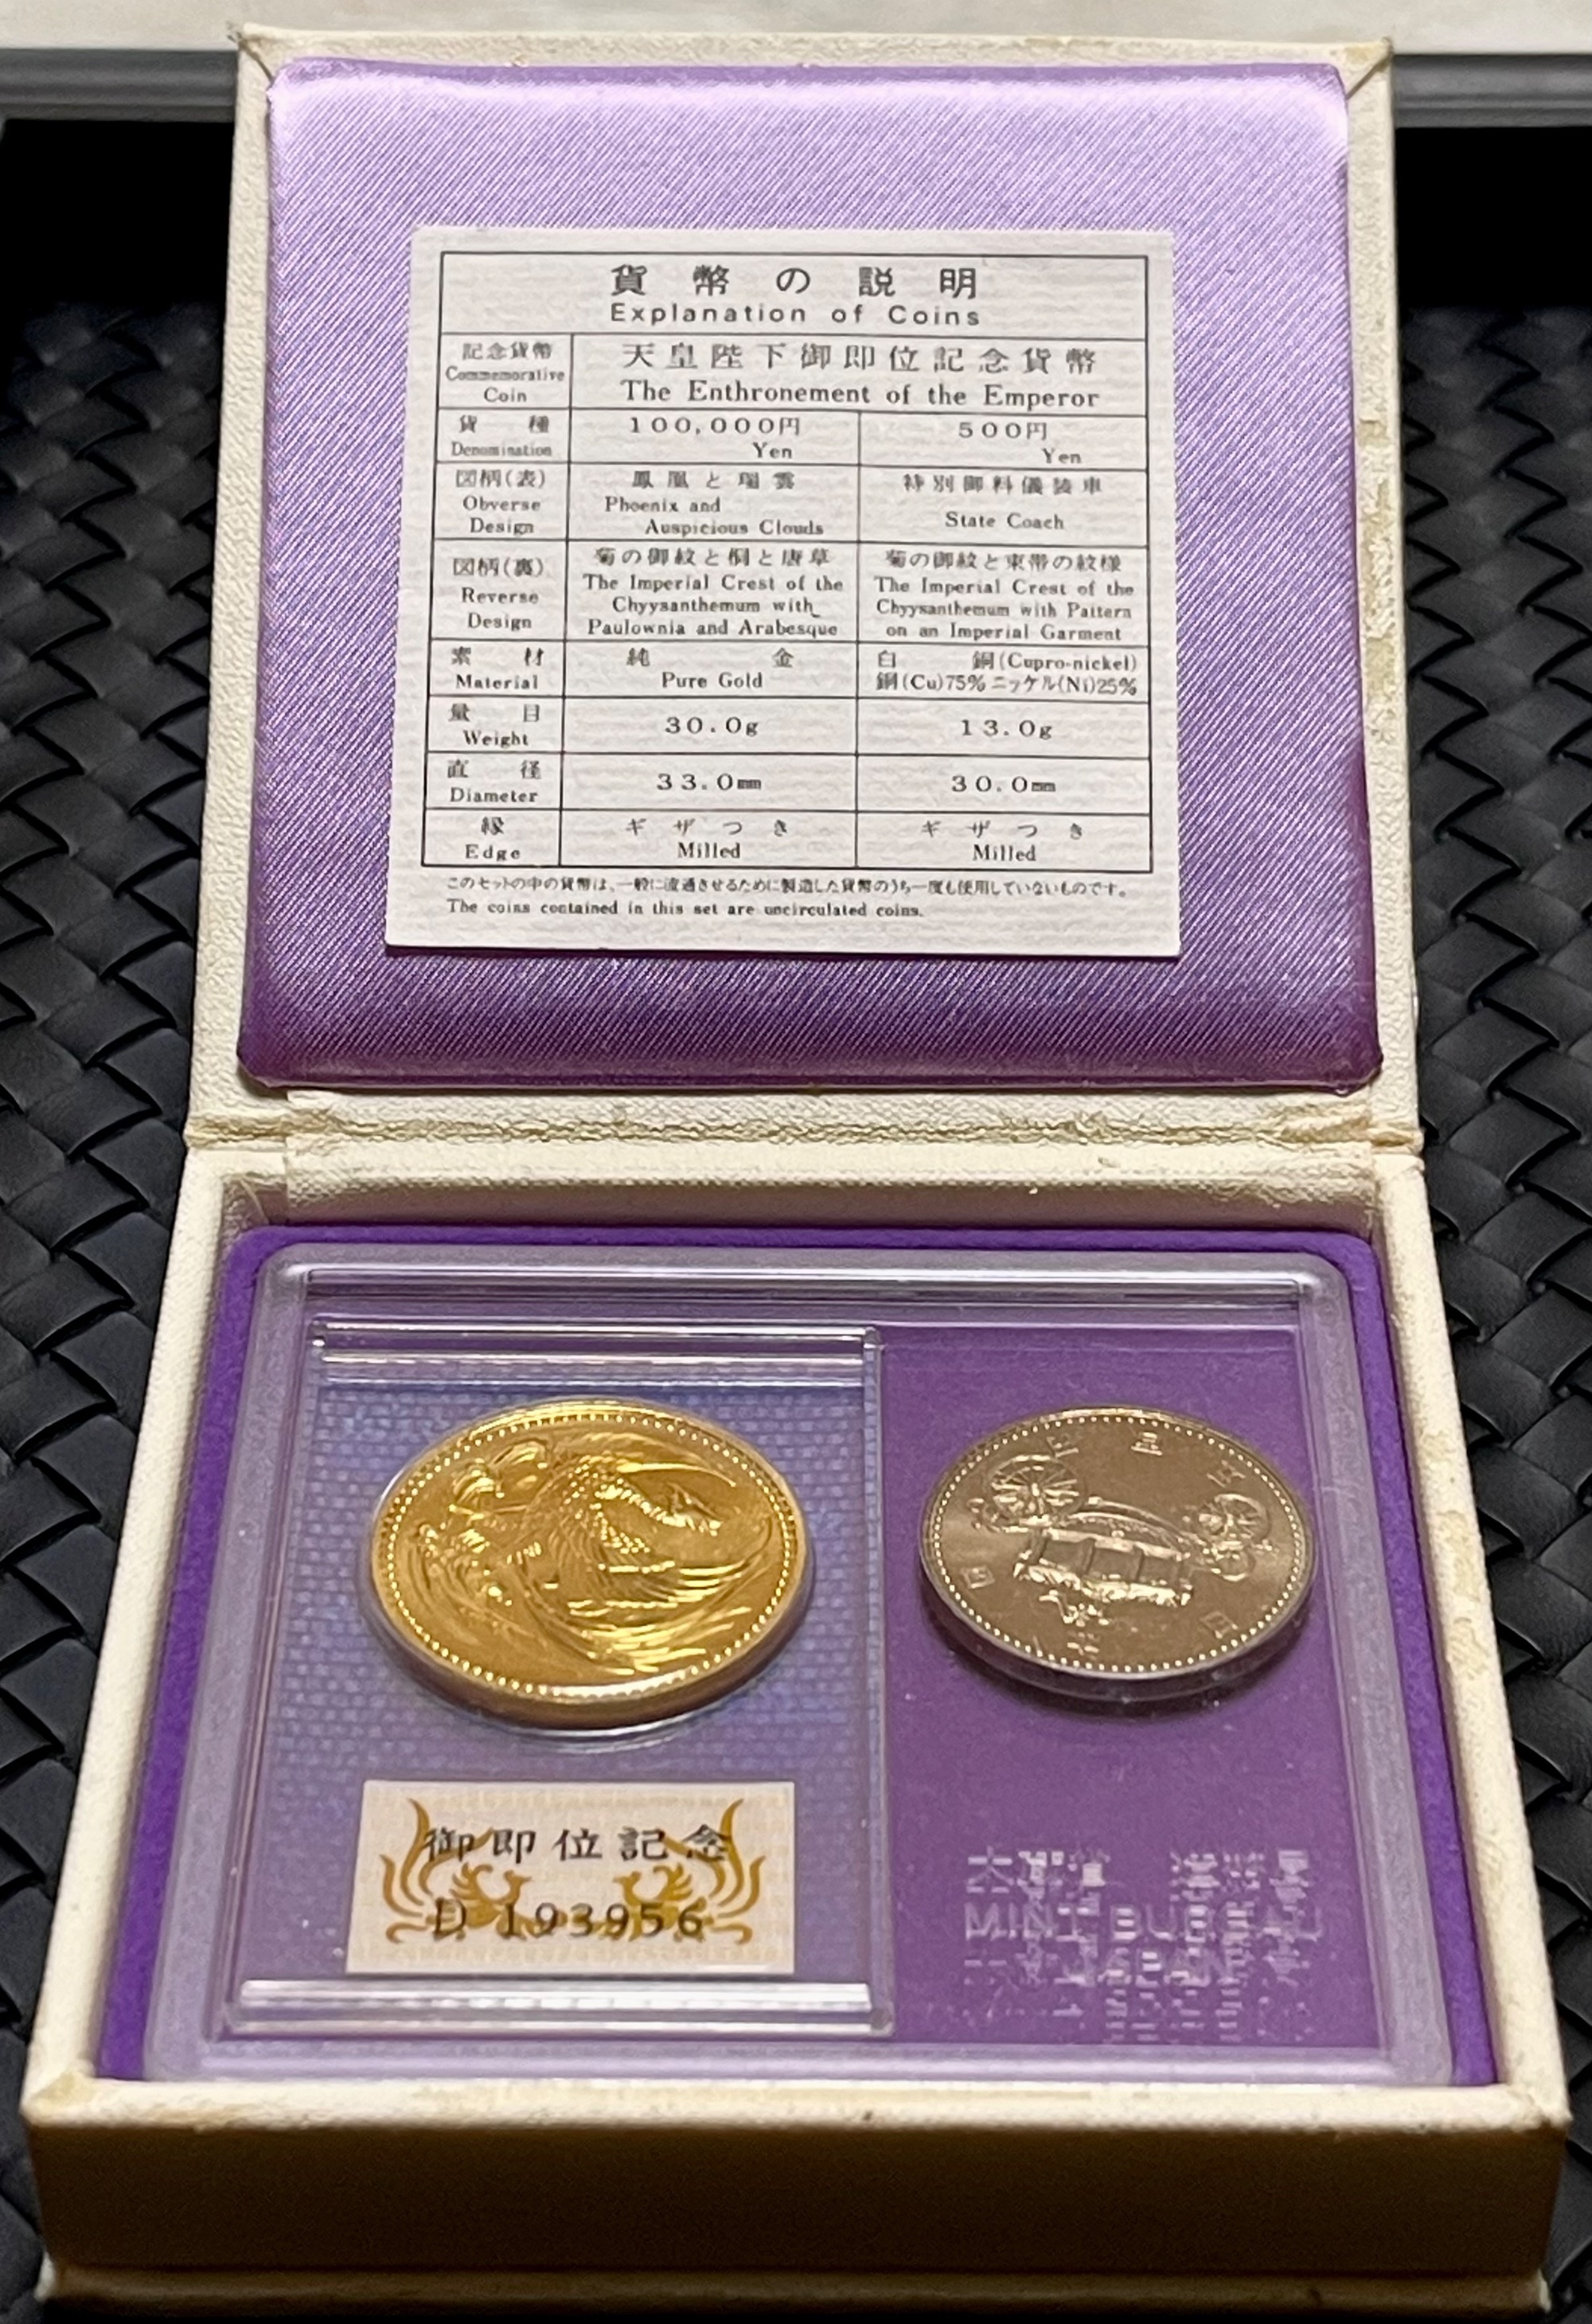 貨幣の説明
Explanation of Coins
記念貨幣
Commemorative
Coin
天皇陛下御即位記念貨幣
The Enthronement of the Emperor
貨種
Denomination
100,000円
Yen
500円
Yen
図柄(表)
Obverse
Design
鳳凰と瑞雲
Phoenix and
Auspicious Clouds
特別御料儀装車
State Coach
図柄(裏)
Reverse
Design
菊の御紋と桐と唐草
The Imperial Crest of the
Chyysanthemum with
Paulownia and Arabesque
菊の御紋と束帯の紋様
The Imperial Crest of the
Chyysanthemum with Pattern
on an Imperial Garment
素材
Material
純金
Pure Gold
白銅(Cupro-nickel)
銅(Cu)75%ニッケル(Ni)25%
量目
Weight
30.0g
13.0g
直径
Diameter
33.0mm
30.0mm
縁
Edge
ギザつき
Milled
ギザつき
Milled
このセットの中の貨幣は、一般に流通させるために製造した貨幣のうち一度も使用していないものです。
The coins contained in this set are uncirculated coins.
御即位記念
D 193956
MINT BUREAU
JAPAN